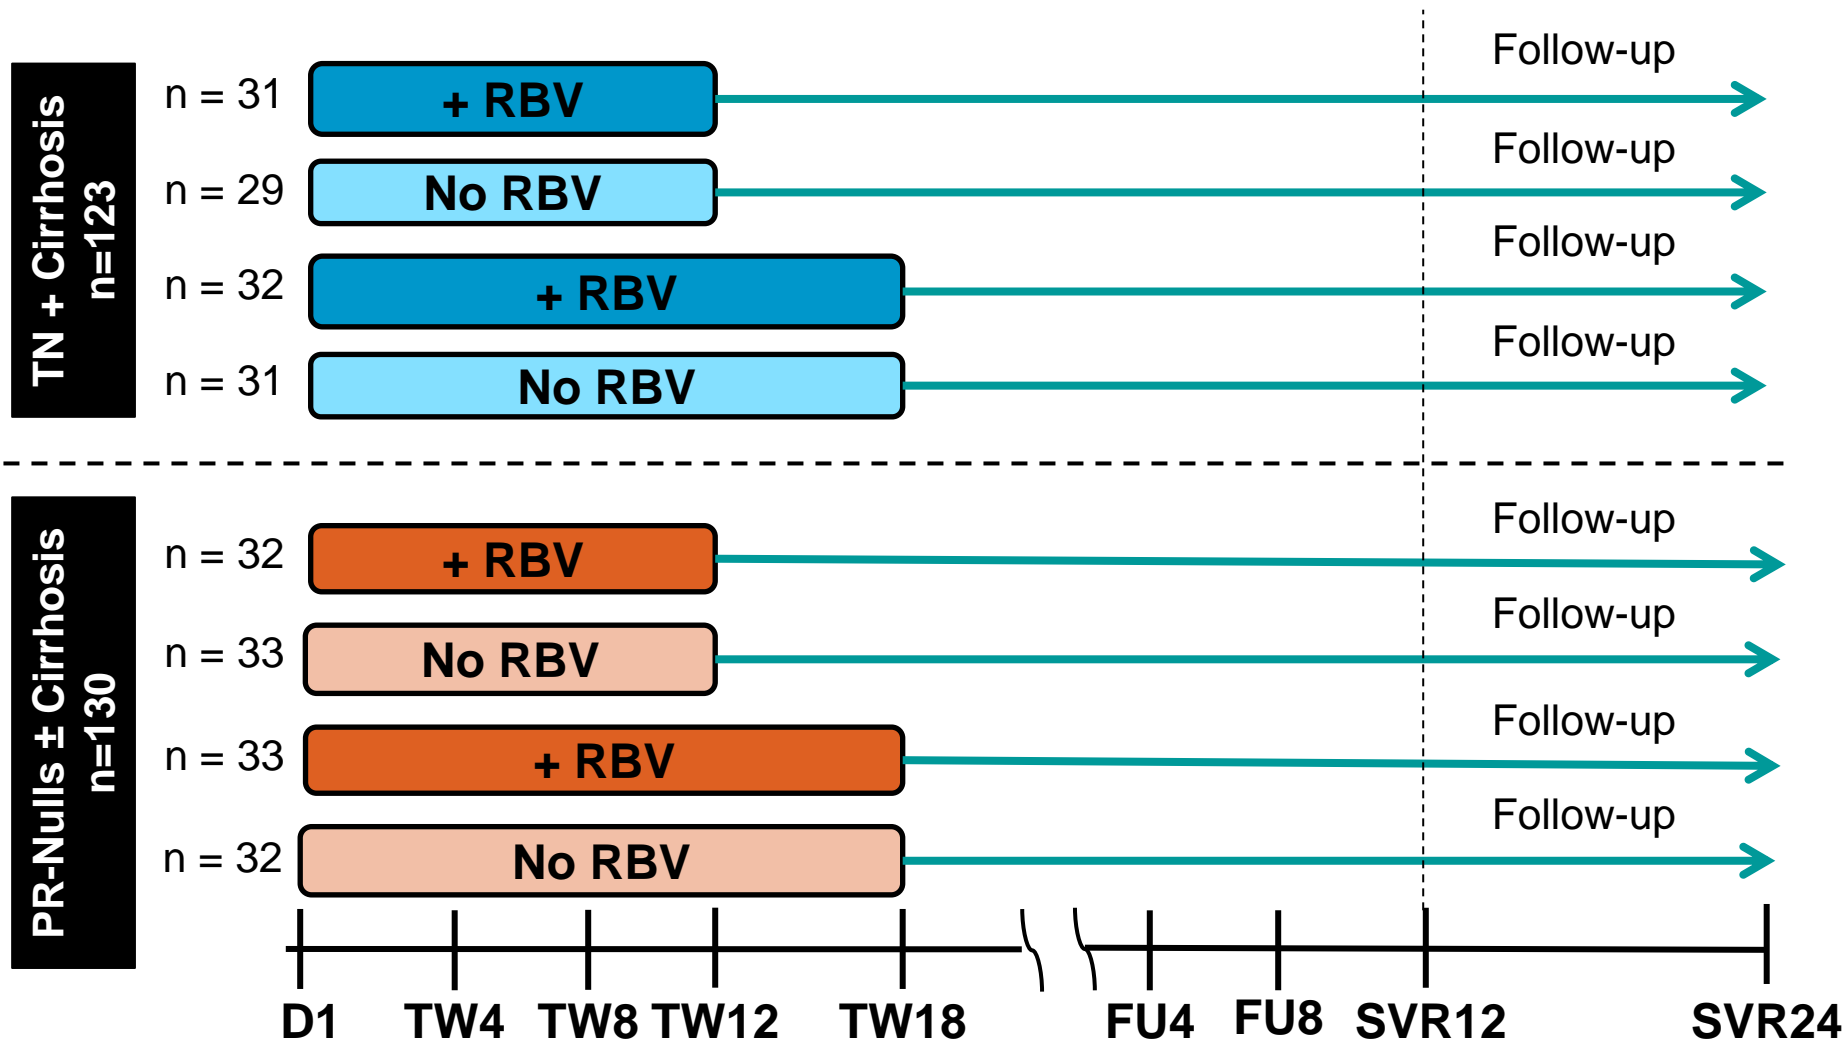 TN + Cirrhosis
n=123
n = 31
+ RBV
Follow-up
n = 29
No RBV
Follow-up
n = 32
+ RBV
Follow-up
n = 31
No RBV
Follow-up
PR-Nulls ± Cirrhosis
n=130
n = 32
+ RBV
Follow-up
n = 33
No RBV
Follow-up
n = 33
+ RBV
Follow-up
n = 32
No RBV
Follow-up
D1 TW4 TW8 TW12 TW18 FU4 FU8 SVR12 SVR24